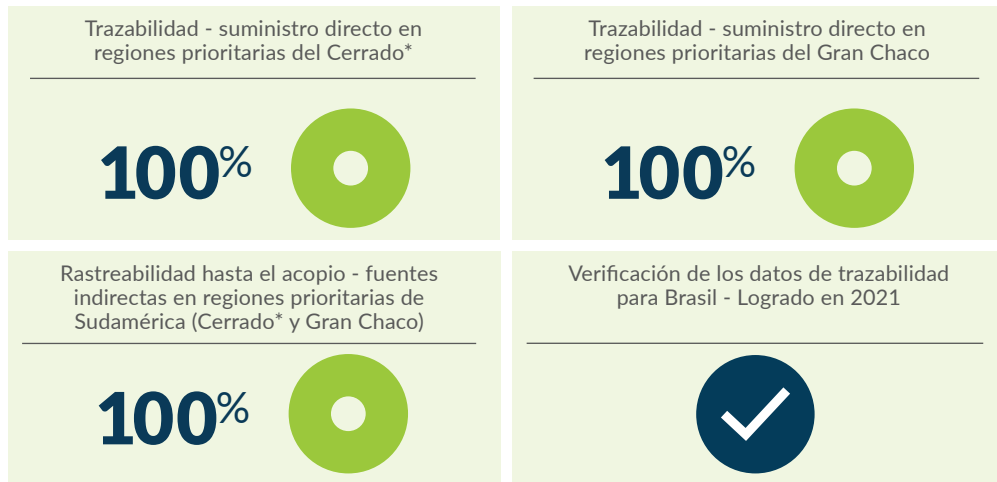 Trazabilidad - suministro directo en
regiones prioritarias del Cerrado*
100%
Trazabilidad - suministro directo en
regiones prioritarias del Gran Chaco
100%
Rastreabilidad hasta el acopio - fuentes
indirectas en regiones prioritarias de
Sudamérica (Cerrado* y Gran Chaco)
100%
Verificación de los datos de trazabilidad
para Brasil - Logrado en 2021